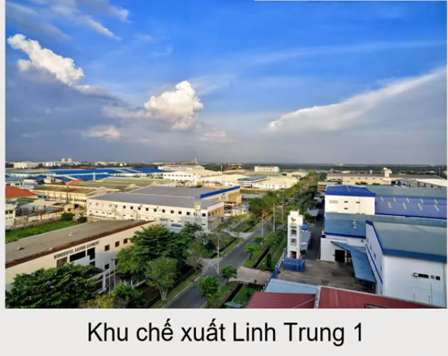 Khu chế xuất Linh Trung 1